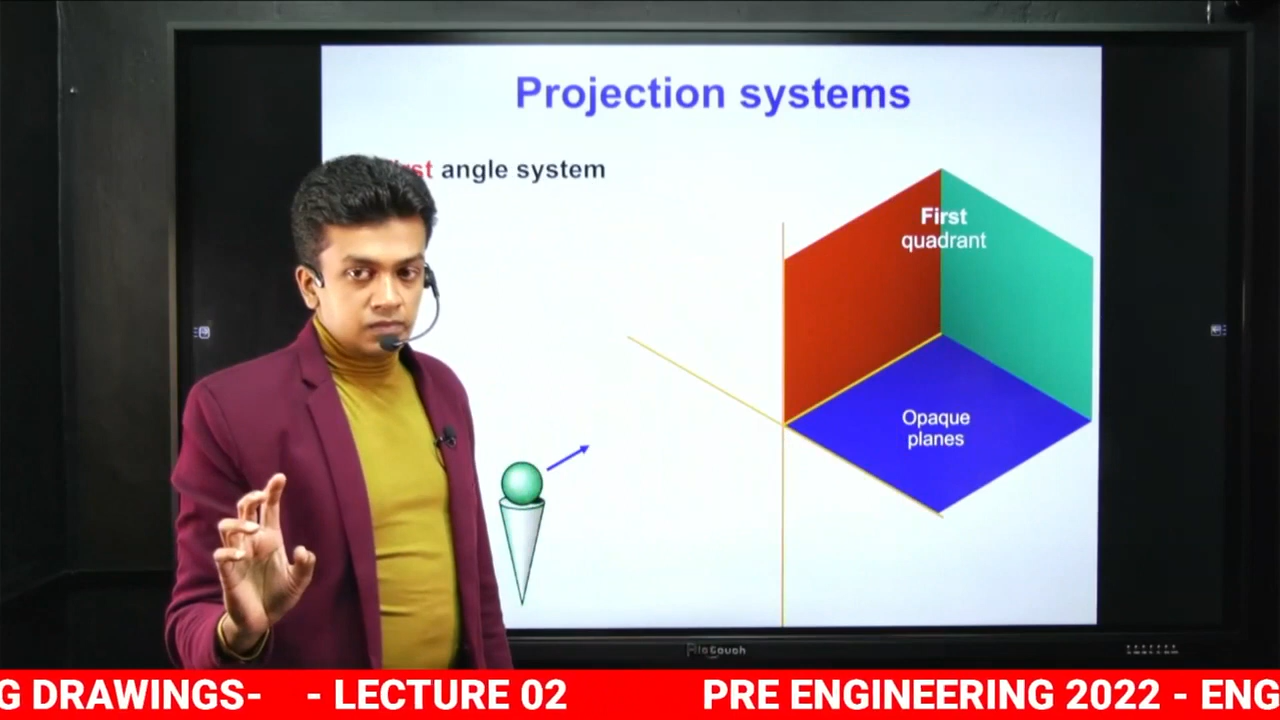 Projection systems
angle system
First
quadrant
Opaque
planes
G DRAWINGS- - LECTURE 02 PRE ENGINEERING 2022 - ENG